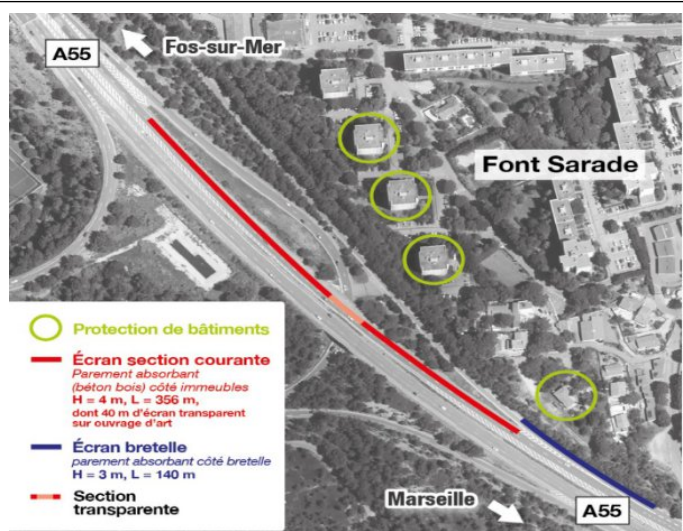 A55
Fos-sur-Mer
Font Sarade
Protection de bâtiments
Écran section courante
Parement absorbant
(béton bois) côté immeubles
H = 4 m, L = 356 m,
dont 40 m d'écran transparent
sur ouvrage d'art
Écran bretelle
parement absorbant côté bretelle
H = 3 m, L = 140 m
Section
transparente
Marseille
A55